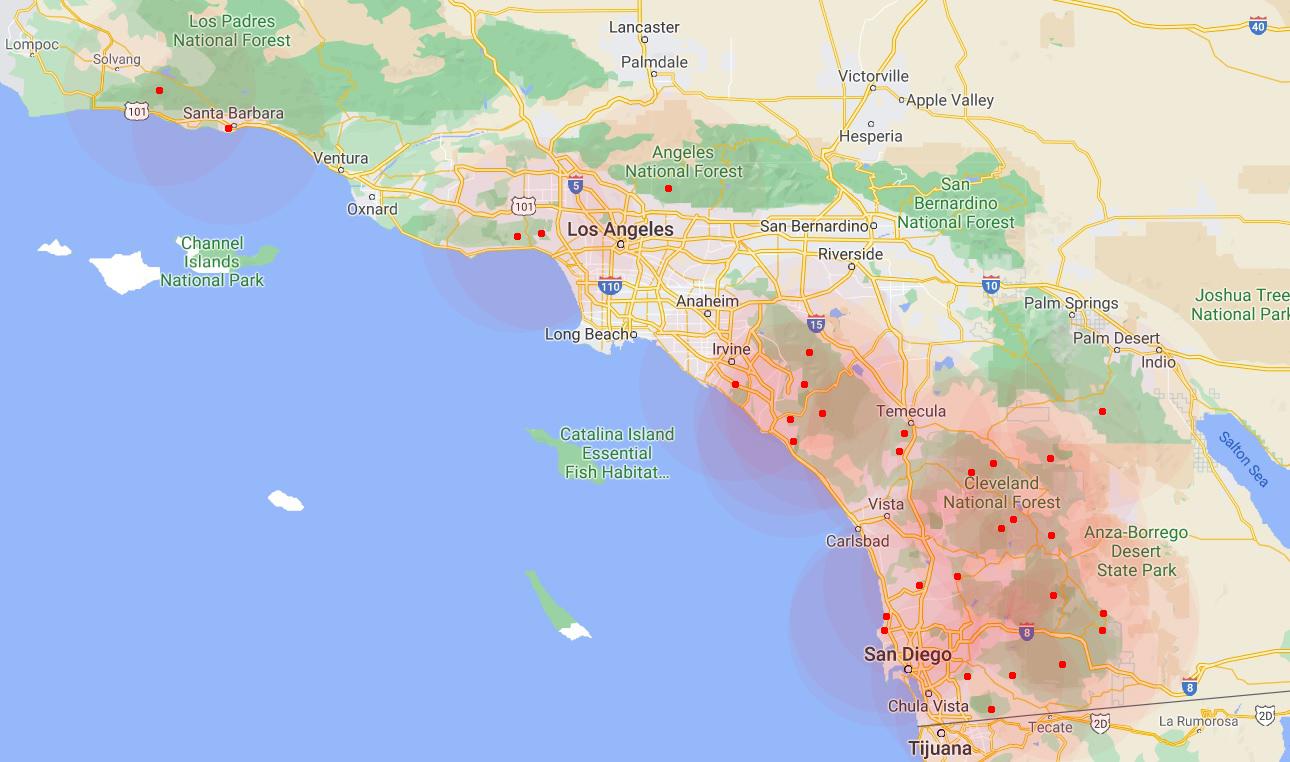 Los Padres
National Forest
Lompoc
Solvang
101
Santa Barbara
Ventura
Oxnard
Channel
Islands
National Park
Lancaster
Palmdale
Victorville
Apple Valley
Hesperia
40
Angeles
National Forest
5
101
Los Angeles
San Bernardino
San
Bernardino
National Forest
Riverside
110
Anaheim
10
Palm Springs
Joshua Tree
National Park
Long Beach
Irvine
15
Palm Desert
Indio
Temecula
Salton Sea
Catalina Island
Essential
Fish Habitat...
Cleveland
National Forest
Vista
Carlsbad
Anza-Borrego
Desert
State Park
8
San Diego
8
Chula Vista
Tecate
2D
La Rumorosa
2D
Tijuana